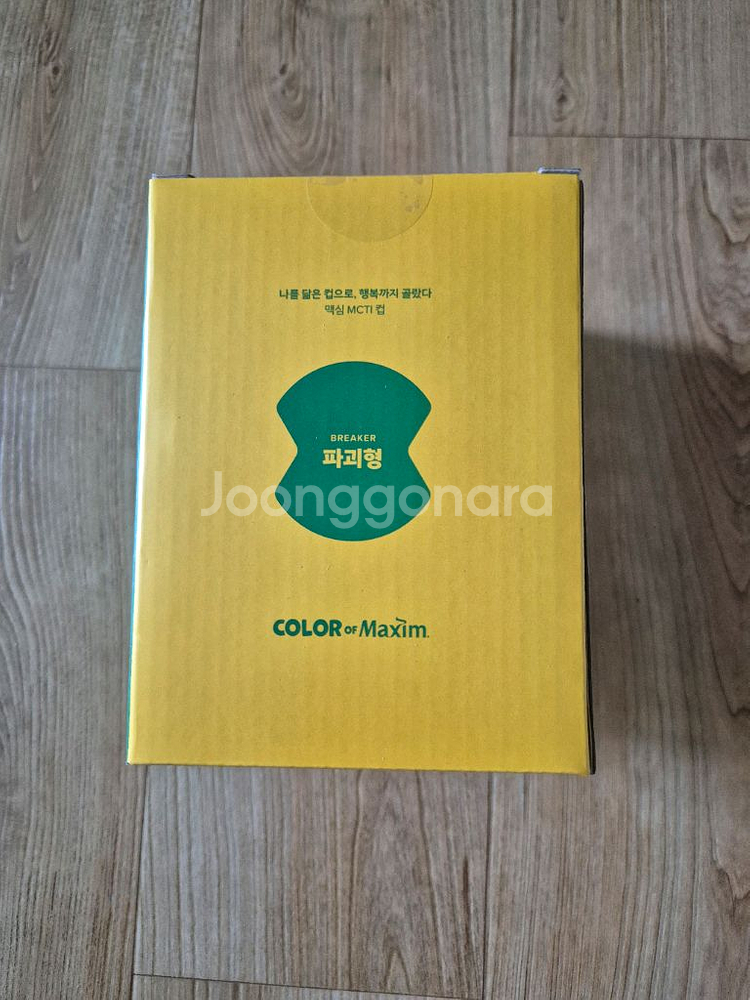 나를 닮은 컵으로, 행복까지 골랐다
맥심 MCTI 컵
BREAKER
파괴형
Joonggonara
COLOR OF Maxim.